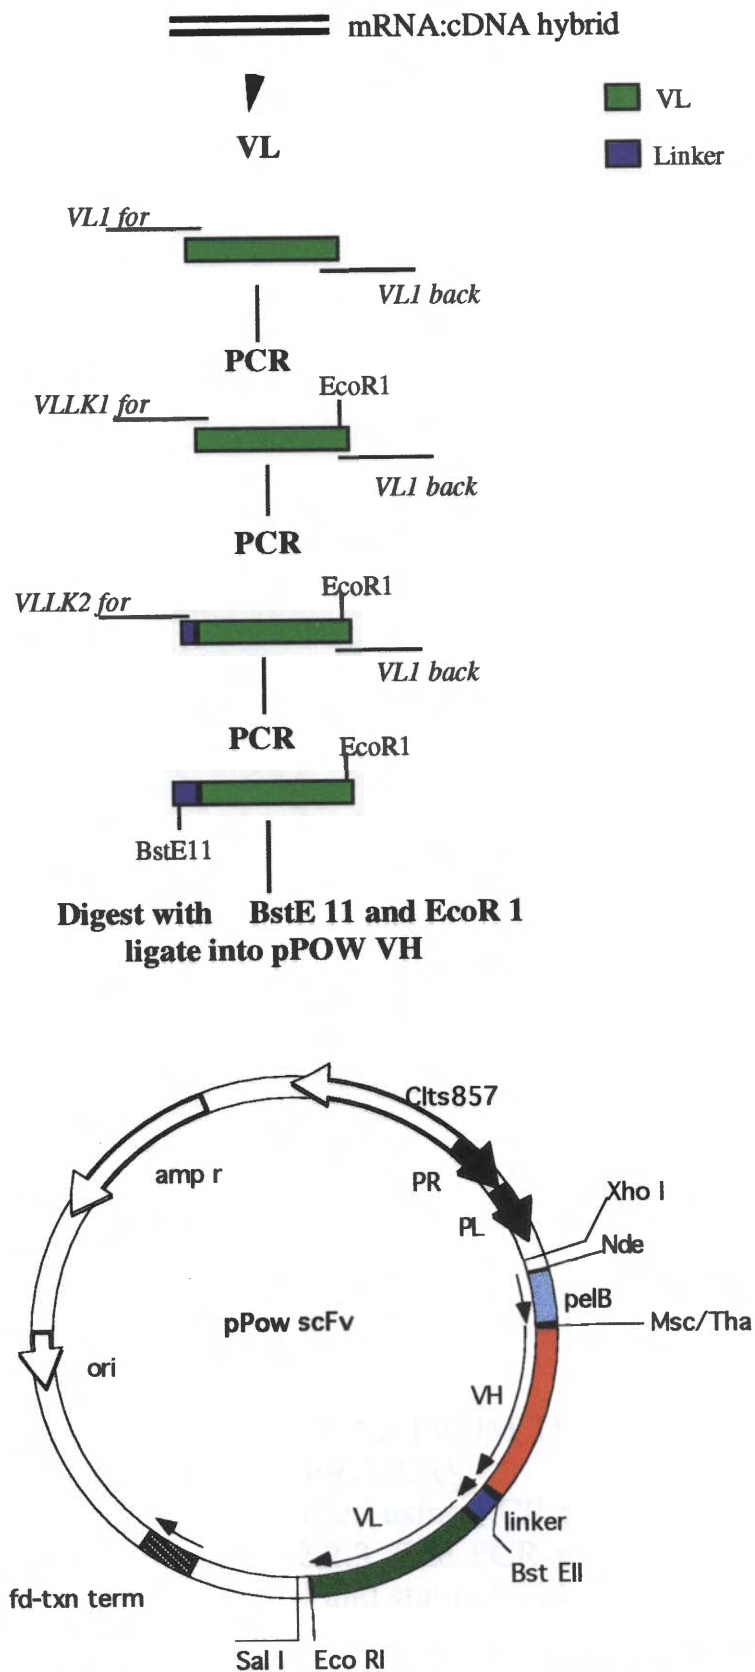 mRNA:cDNA hybrid
VL
Linker
VL
VL1 for
VL1 back
PCR
EcoR1
VLLK1 for
VL1 back
PCR
EcoR1
VLLK2 for
VL1 back
PCR
EcoR1
BstE11
Digest with BstE 11 and EcoR 1
ligate into pPOW VH
Clts857
amp r
PR
PL
Xho I
Nde
pelB
Msc/Tha
pPow scFv
ori
VH
VL
linker
Bst EII
fd-txn term
Sal I
Eco RI